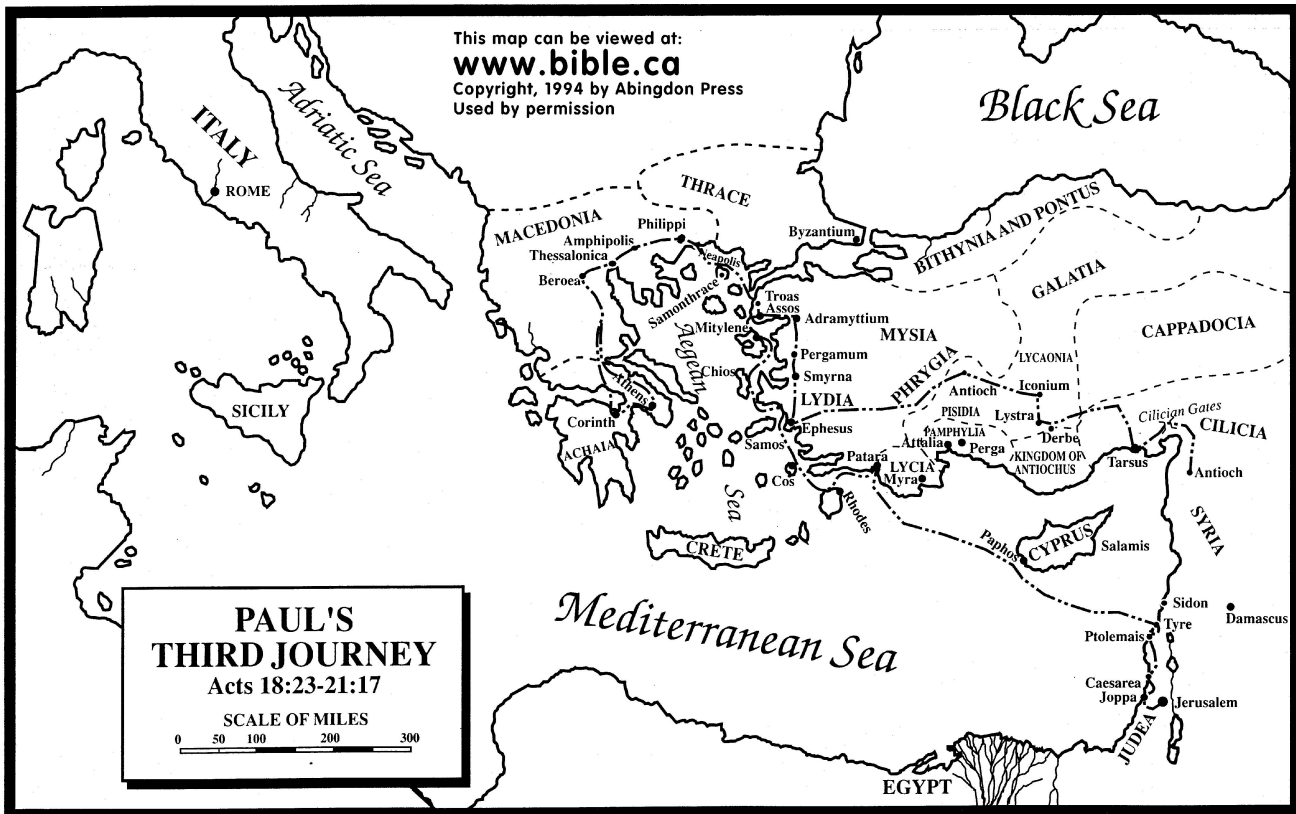 This map can be viewed at:
www.bible.ca
Copyright, 1994 by Abingdon Press
Used by permission
Black Sea
Adriatic Sea
ITALY
ROME
THRACE
MACEDONIA
Philippi
Amphipolis
Thessalonica
Beroea
Neapolis
Samonthrace
Byzantium
BITHYNIA AND PONTUS
GALATIA
CAPPADOCIA
Troas
Assos
Adramyttium
Mitylene
MYSIA
Aegean
Sea
Pergamum
LYCAONIA
PHRYGIA
Chios
Smyrna
Athens
LYDIA
Antioch
Iconium
SICILY
Corinth
ACHAIA
PISIDIA
Lystra
Cilician Gates
CILICIA
Ephesus
Samos
PAMPHYLIA
Derbe
Attalia
Perga
KINGDOM OF
ANTIOCHUS
Tarsus
Patara
LYCIA
Myra
Antioch
Cos
Rhodes
SYRIA
CRETE
Paphos
CYPRUS
Salamis
Mediterranean Sea
Sidon
Damascus
Tyre
Ptolemais
Caesarea
Joppa
Jerusalem
JUDEA
EGYPT
PAUL'S
THIRD JOURNEY
Acts 18:23-21:17
SCALE OF MILES
0 50 100 200 300